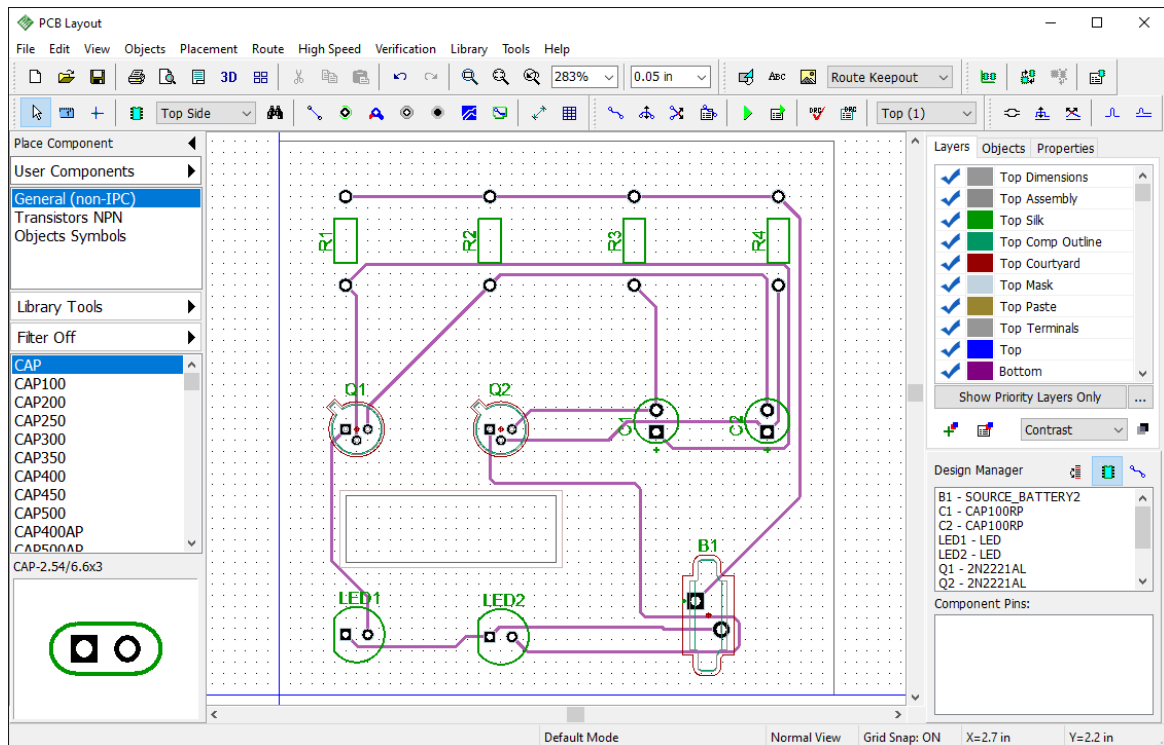 PCB Layout
File Edit View Objects Placement Route High Speed Verification Library Tools Help
3D 283% 0.05 in ABC Route Keepout
Top Side DRC DRC Top (1)
Place Component
User Components
General (non-IPC)
Transistors NPN
Objects Symbols
Library Tools
Filter Off
CAP
CAP100
CAP200
CAP250
CAP300
CAP350
CAP400
CAP450
CAP500
CAP400AP
CAP500AP
CAP-2.54/6.6x3
R1 R2 R3 R4
Q1 Q2
C1 C2
+ +
B1
LED1 LED2
Layers Objects Properties
Top Dimensions
Top Assembly
Top Silk
Top Comp Outline
Top Courtyard
Top Mask
Top Paste
Top Terminals
Top
Bottom
Show Priority Layers Only ...
Contrast
Design Manager
B1 - SOURCE_BATTERY2
C1 - CAP100RP
C2 - CAP100RP
LED1 - LED
LED2 - LED
Q1 - 2N2221AL
Q2 - 2N2221AL
Component Pins:
Default Mode Normal View Grid Snap: ON X=2.7 in Y=2.2 in